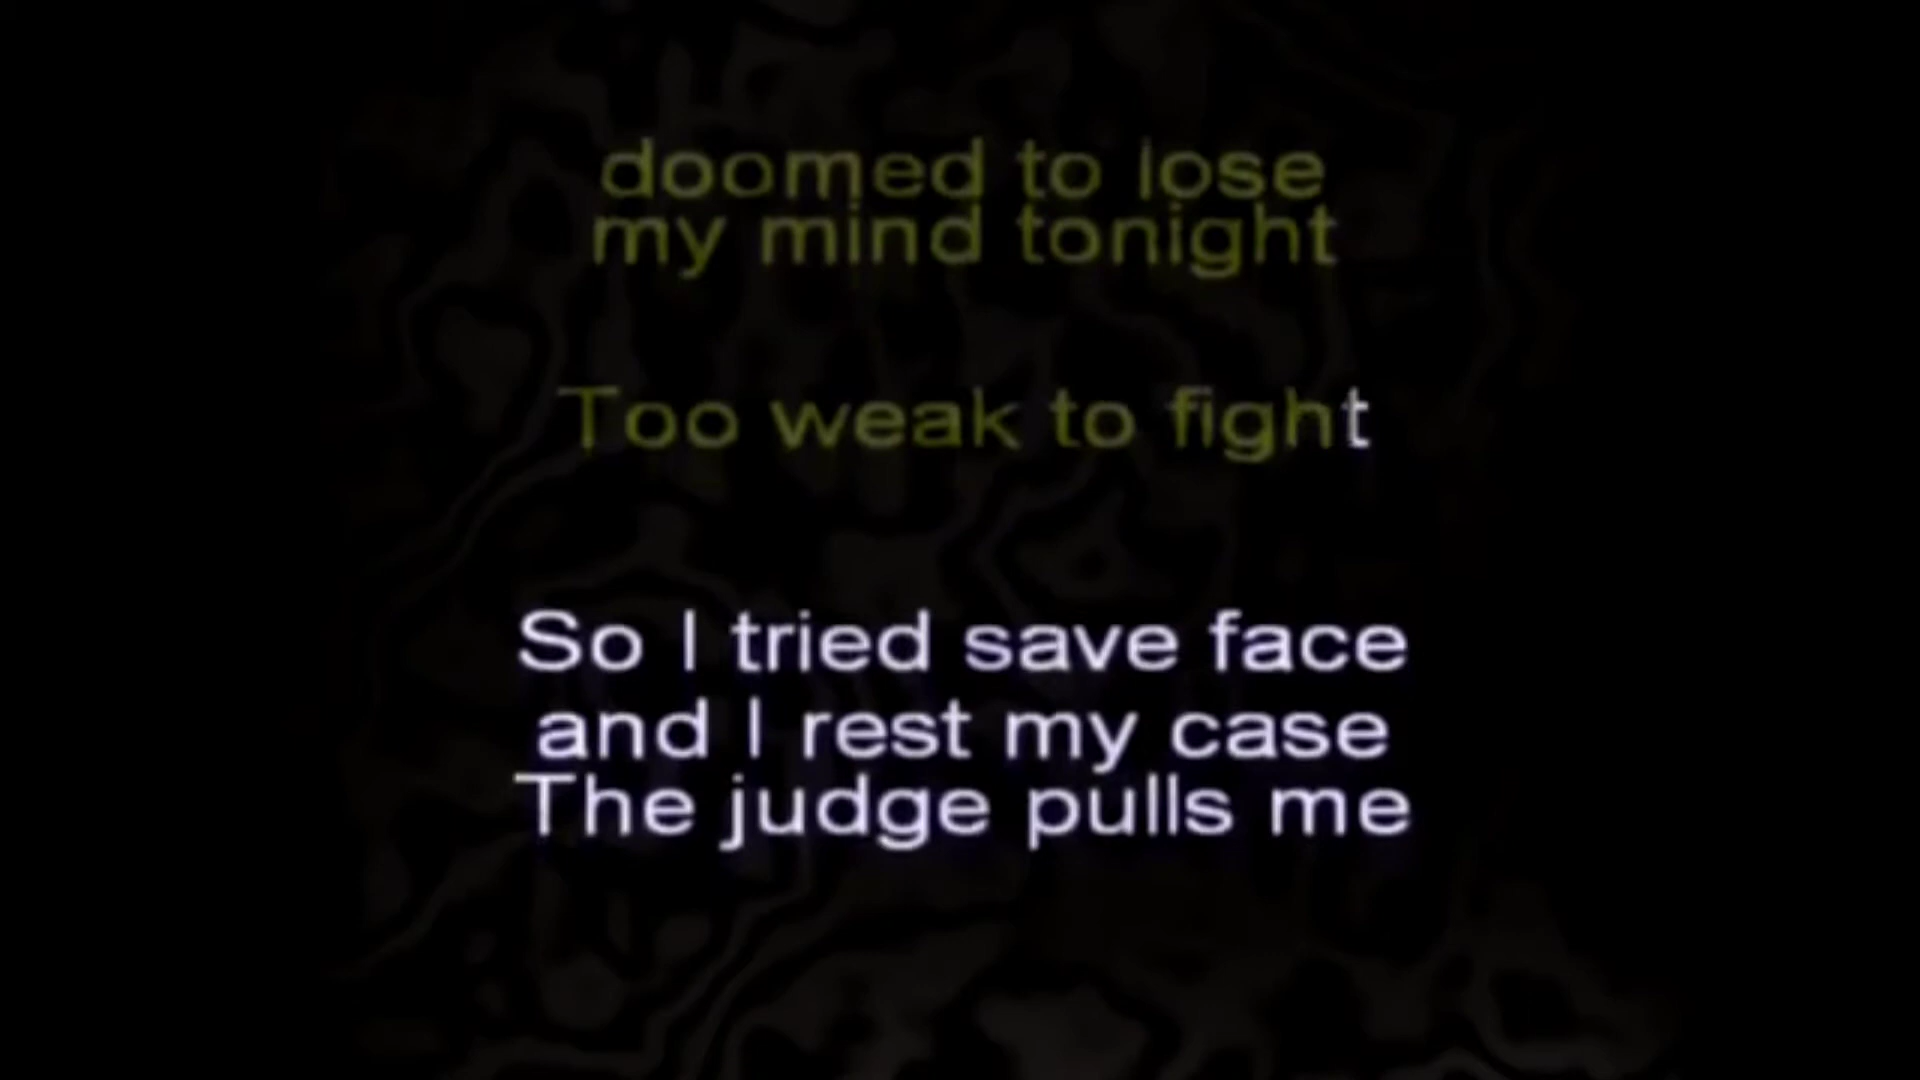 doomed to lose
my mind tonight
Too weak to fight
So I tried save face
and I rest my case
The judge pulls me